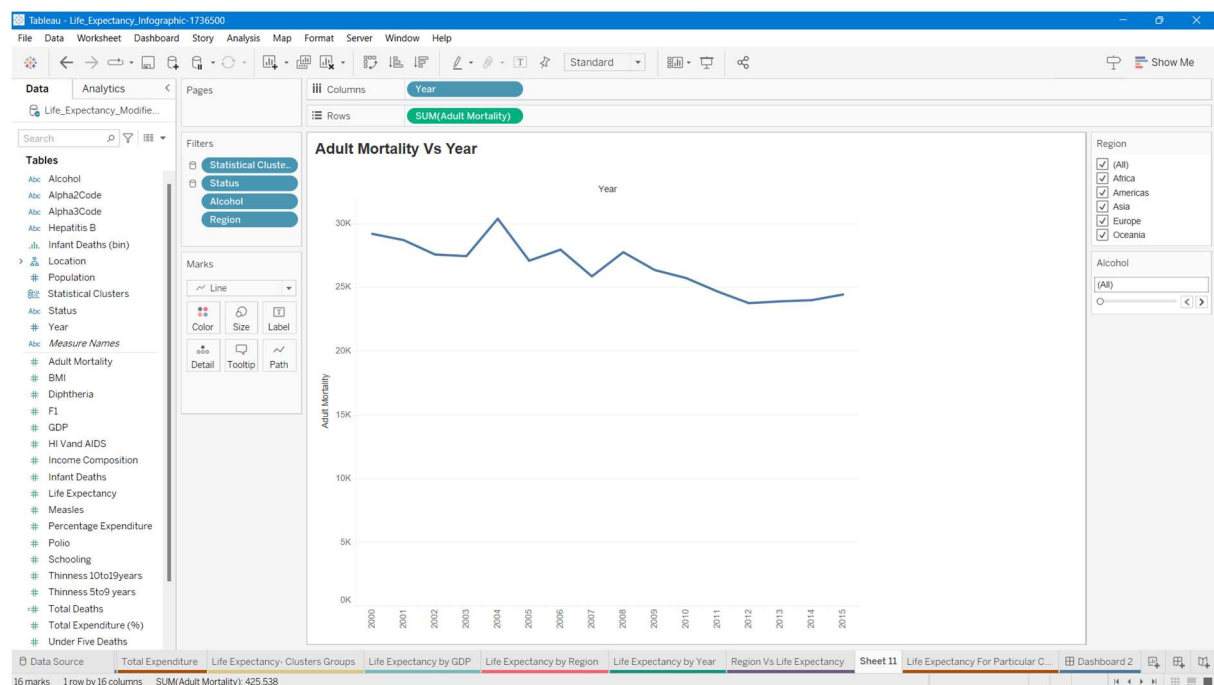 Tableau - Life_Expectancy_Infographic-1736500
File Data Worksheet Dashboard Story Analysis Map Format Server Window Help
Standard
Show Me
Data Analytics
Life_Expectancy_Modifie...
Search
Tables
Abc Alcohol
Abc Alpha2Code
Abc Alpha3Code
Abc Hepatitis B
Infant Deaths (bin)
Location
# Population
Statistical Clusters
Abc Status
# Year
Abc Measure Names
# Adult Mortality
# BMI
# Diphtheria
# F1
# GDP
# HI Vand AIDS
# Income Composition
# Infant Deaths
# Life Expectancy
# Measles
# Percentage Expenditure
# Polio
# Schooling
# Thinness 10to19years
# Thinness 5to9 years
=# Total Deaths
# Total Expenditure (%)
# Under Five Deaths
Pages
Filters
Statistical Cluste..
Status
Alcohol
Region
Marks
Line
Color Size Label
Detail Tooltip Path
Columns Year
Rows SUM(Adult Mortality)
Adult Mortality Vs Year
Year
30K
25K
20K
15K
10K
5K
0K
Adult Mortality
2000 2001 2002 2003 2004 2005 2006 2007 2008 2009 2010 2011 2012 2013 2014 2015
Region
(All)
Africa
Americas
Asia
Europe
Oceania
Alcohol
(All)
Data Source Total Expenditure Life Expectancy- Clusters Groups Life Expectancy by GDP Life Expectancy by Region Life Expectancy by Year Region Vs Life Expectancy Sheet 11 Life Expectancy For Particular C... Dashboard 2
16 marks 1 row by 16 columns SUM(Adult Mortality): 425,538